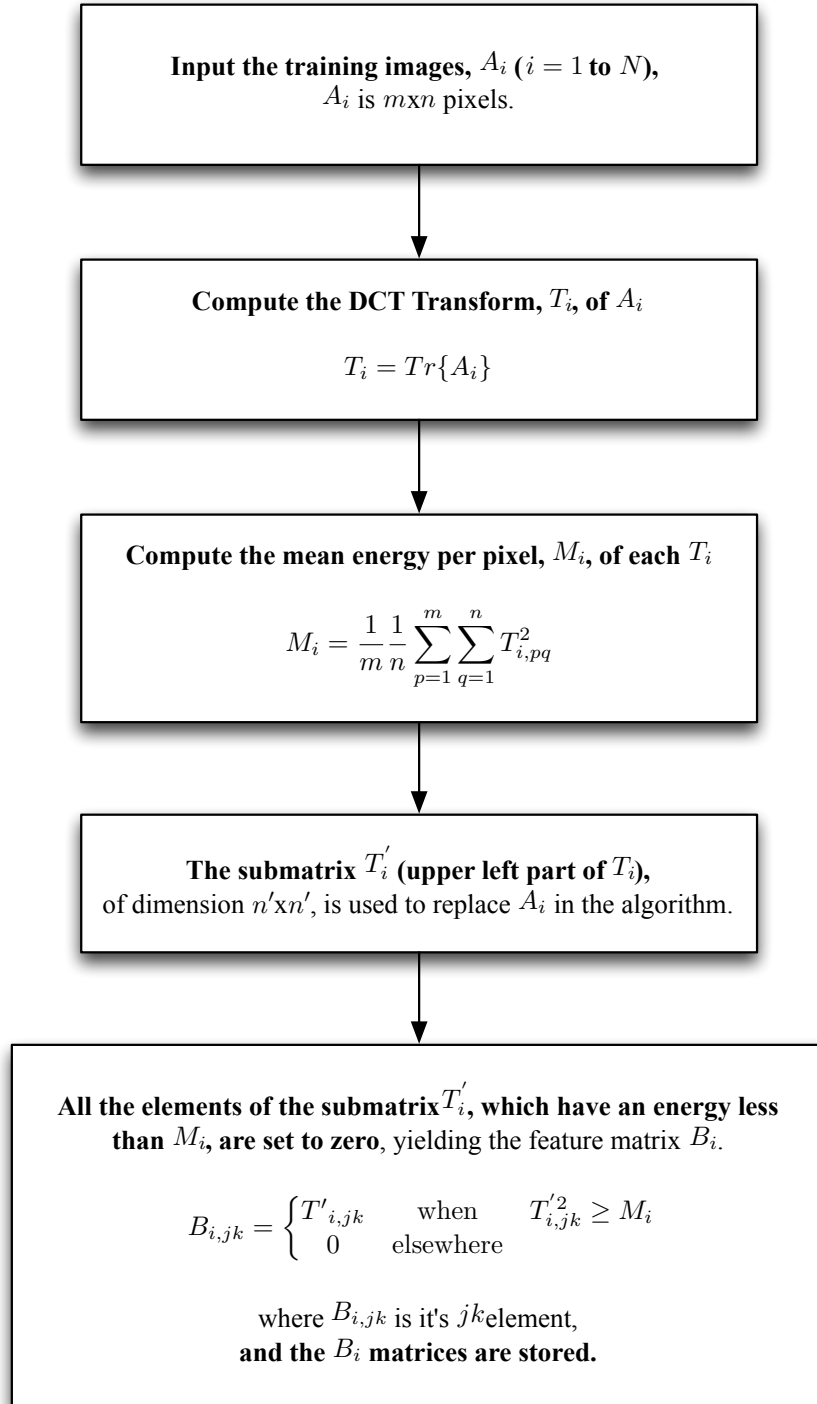 Input the training images, A_i (i = 1 to N),
A_i is mxn pixels.
Compute the DCT Transform, T_i, of A_i
T_i = Tr{A_i}
Compute the mean energy per pixel, M_i, of each T_i
M_i = \frac{1}{m} \frac{1}{n} \sum_{p=1}^{m} \sum_{q=1}^{n} T_{i,pq}^2
The submatrix T_i^' (upper left part of T_i),
of dimension n'xn', is used to replace A_i in the algorithm.
All the elements of the submatrix T_i^', which have an energy less
than M_i, are set to zero, yielding the feature matrix B_i.
B_{i,jk} = { T'_{i,jk} when T_{i,jk}^{'2} ≥ M_i
0 elsewhere
where B_{i,jk} is it's jk element,
and the B_i matrices are stored.